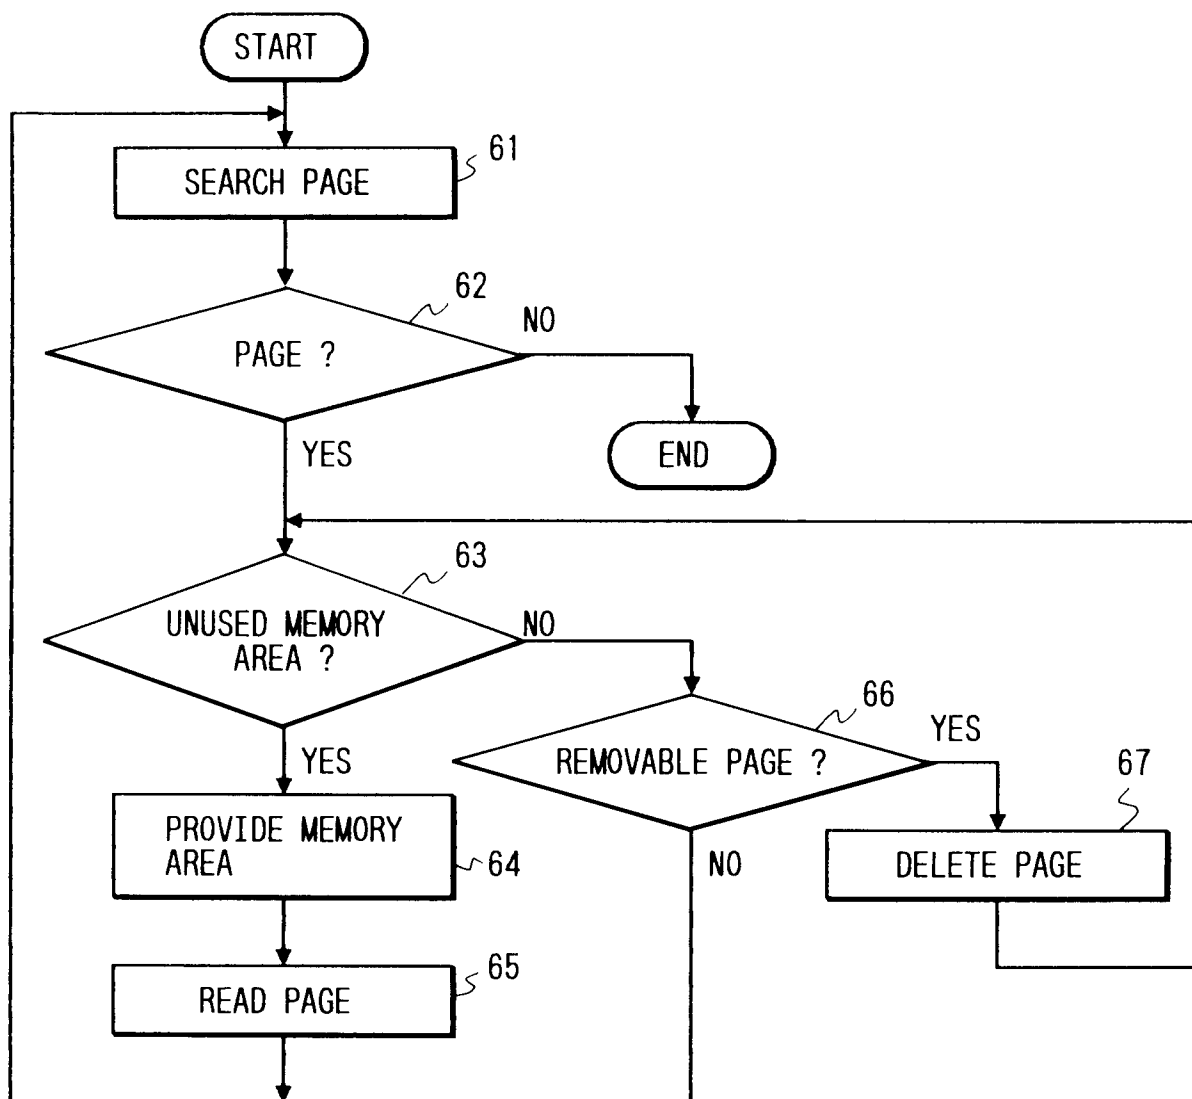 START
61
SEARCH PAGE
62
NO
PAGE ?
YES
END
63
UNUSED MEMORY
AREA ?
NO
66
YES
REMOVABLE PAGE ?
YES
67
PROVIDE MEMORY
AREA
64
NO
DELETE PAGE
65
READ PAGE